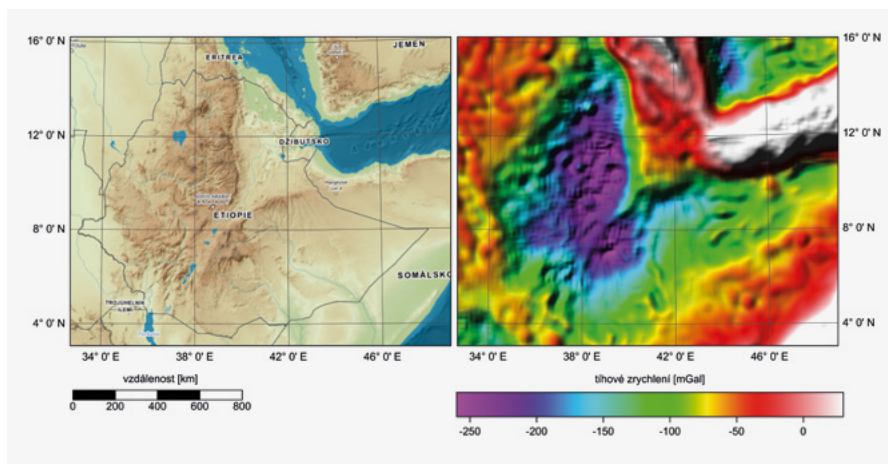 16° 0' N
JEMEN
ERITREA
16° 0' N
12° 0' N
DŽIBUTSKO
12° 0' N
ETIOPIE
8° 0' N
8° 0' N
SOMÁLSKO
TROJÚHELNÍK
ILEMI
4° 0' N
4° 0' N
34° 0' E
38° 0' E
42° 0' E
46° 0' E
34° 0' E
38° 0' E
42° 0' E
46° 0' E
vzdálenost [km]
0 200 400 600 800
tíhové zrychlení [mGal]
-250 -200 -150 -100 -50 0